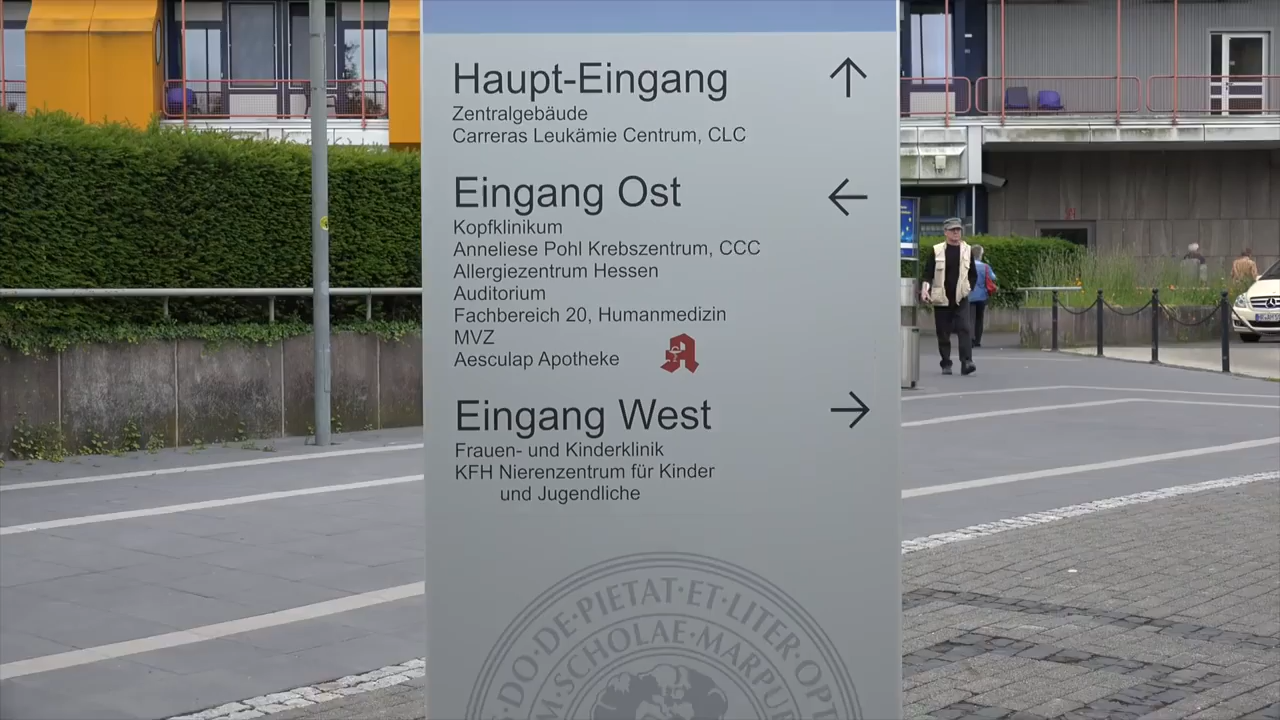 Haupt-Eingang
Zentralgebäude
Carreras Leukämie Centrum, CLC
Eingang Ost
Kopfklinikum
Anneliese Pohl Krebszentrum, CCC
Allergiezentrum Hessen
Auditorium
Fachbereich 20, Humanmedizin
MVZ
Aesculap Apotheke
Eingang West
Frauen- und Kinderklinik
KFH Nierenzentrum für Kinder
und Jugendliche
DO·DE·PIETAT·ET·LITER·OPT
M·SCHOLAE·MARPU